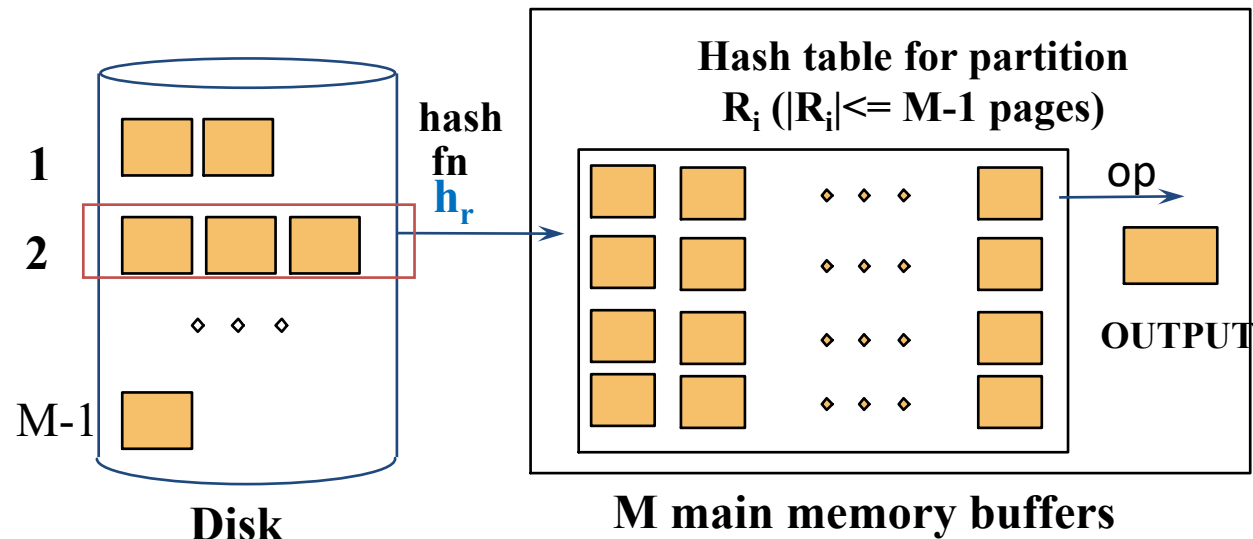 Hash table for partition
Rᵢ (|Rᵢ|<= M-1 pages)
hash
fn
hᵣ
1
2
M-1
op
OUTPUT
Disk
M main memory buffers